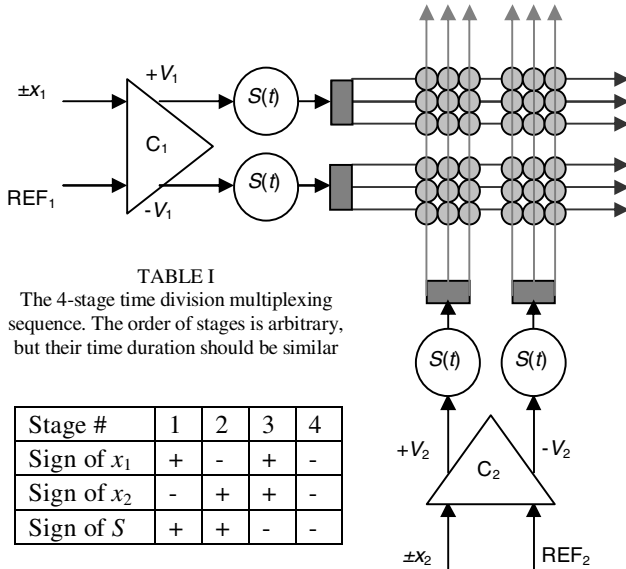 +V1
±x1
S(t)
C1
REF1
-V1
S(t)
TABLE I
The 4-stage time division multiplexing
sequence. The order of stages is arbitrary,
but their time duration should be similar
S(t) S(t)
Stage # 1 2 3 4
Sign of x1 + - + -
Sign of x2 - + + -
Sign of S + + - -
+V2 -V2
C2
±x2 REF2